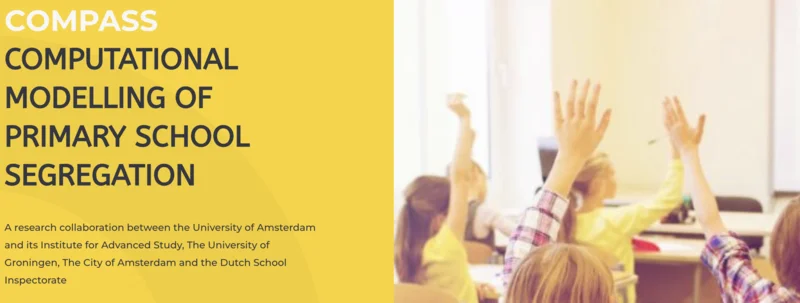 COMPASS
COMPUTATIONAL
MODELLING OF
PRIMARY SCHOOL
SEGREGATION
A research collaboration between the University of Amsterdam
and its Institute for Advanced Study, The University of
Groningen, The City of Amsterdam and the Dutch School
Inspectorate